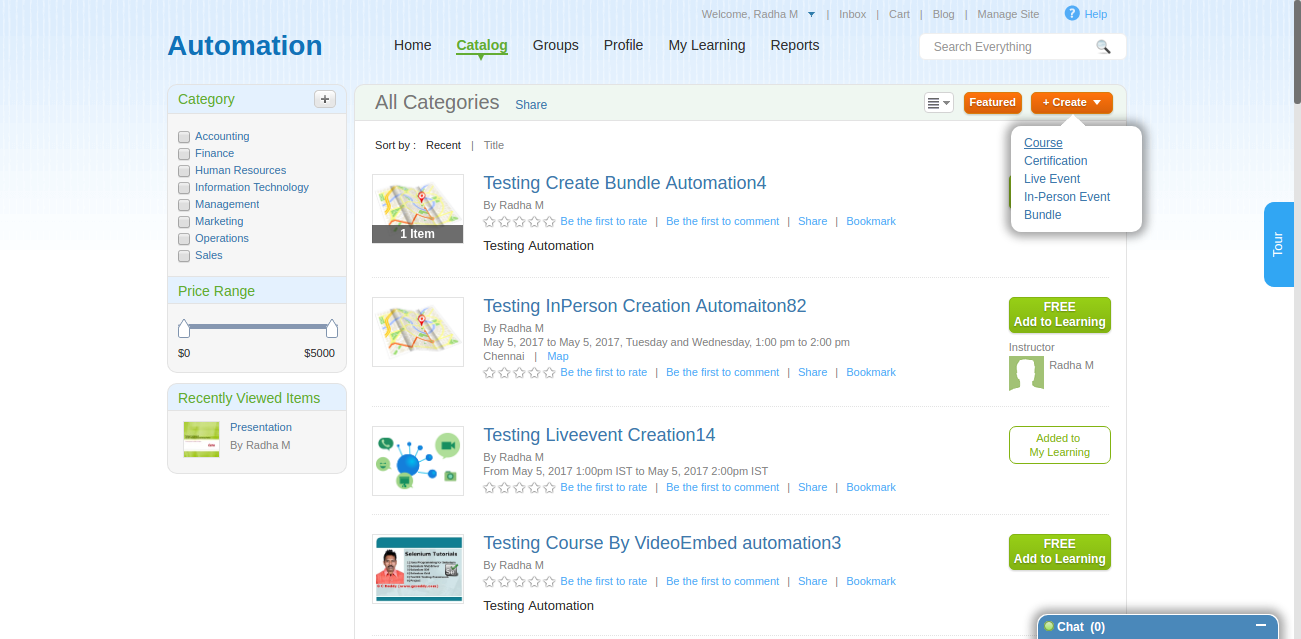 Welcome, Radha M | Inbox | Cart | Blog | Manage Site ? Help
Automation
Home Catalog Groups Profile My Learning Reports
Search Everything
Category +
Accounting
Finance
Human Resources
Information Technology
Management
Marketing
Operations
Sales
Price Range
$0 $5000
Recently Viewed Items
Presentation
By Radha M
All Categories Share
Featured
+ Create
Course
Certification
Live Event
In-Person Event
Bundle
Sort by : Recent | Title
Testing Create Bundle Automation4
By Radha M
Be the first to rate | Be the first to comment | Share | Bookmark
1 Item
Testing Automation
Testing InPerson Creation Automaiton82
By Radha M
May 5, 2017 to May 5, 2017, Tuesday and Wednesday, 1:00 pm to 2:00 pm
Chennai | Map
Be the first to rate | Be the first to comment | Share | Bookmark
FREE
Add to Learning
Instructor
Radha M
Testing Liveevent Creation14
By Radha M
From May 5, 2017 1:00pm IST to May 5, 2017 2:00pm IST
Be the first to rate | Be the first to comment | Share | Bookmark
Added to
My Learning
Selenium Tutorials
Testing Course By VideoEmbed automation3
By Radha M
Be the first to rate | Be the first to comment | Share | Bookmark
Testing Automation
FREE
Add to Learning
Tour
Chat (0)